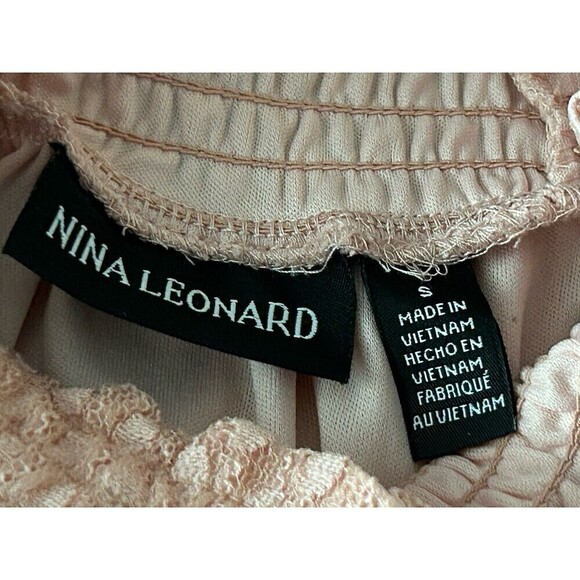 NINA LEONARD
S
MADE IN
VIETNAM
HECHO EN
VIETNAM
FABRIQUÉ
AU VIETNAM